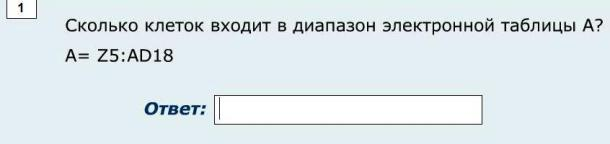 1
Сколько клеток входит в диапазон электронной таблицы А?
А= Z5:AD18
Ответ: